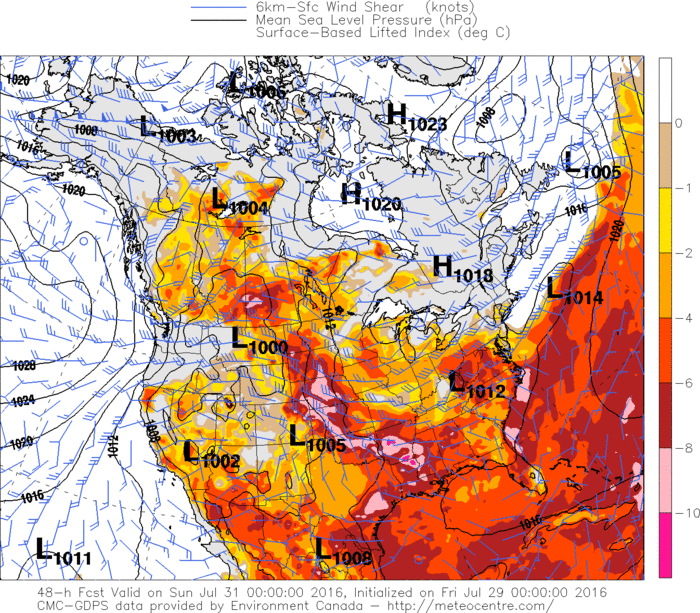 6km-Sfc Wind Shear (knots)
Mean Sea Level Pressure (hPa)
Surface-Based Lifted Index (deg C)
1020
L1006
1008
L1003
H1023
1008
1016
L1005
1020
H1020
L1004
1016
1020
H1018
L1014
1012
L1000
1028
1024
L1012
1008
1020
1012
L1005
L1002
1016
1016
L1011
L1008
0
-1
-2
-4
-6
-8
-10
48-h Fcst Valid on Sun Jul 31 00:00:00 2016, Initialized on Fri Jul 29 00:00:00 2016
CMC-GDPS data provided by Environment Canada - http://meteocentre.com/